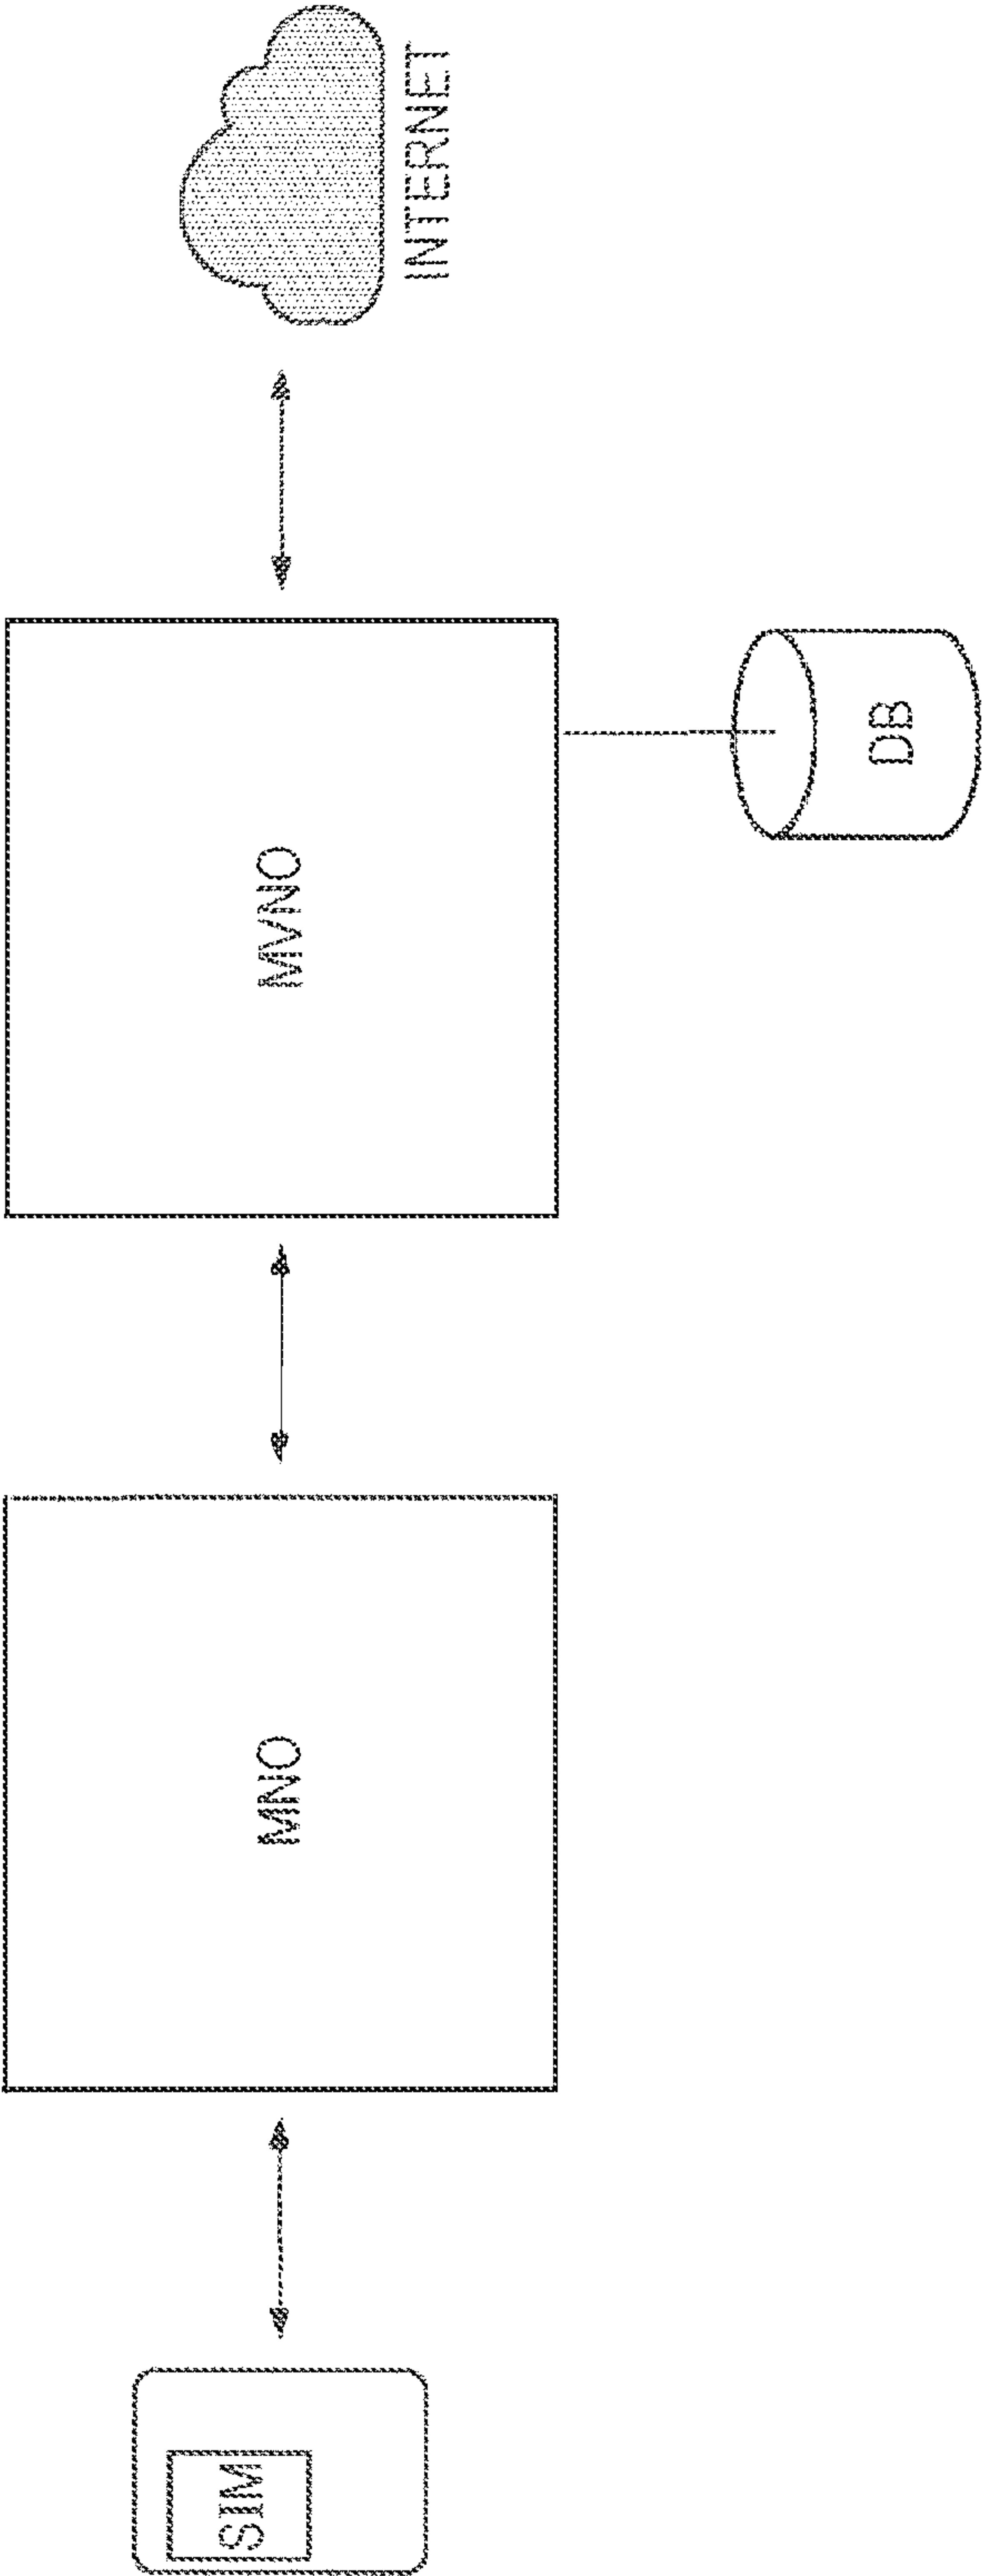 SIM
MNO
MVNO
DB
INTERNET